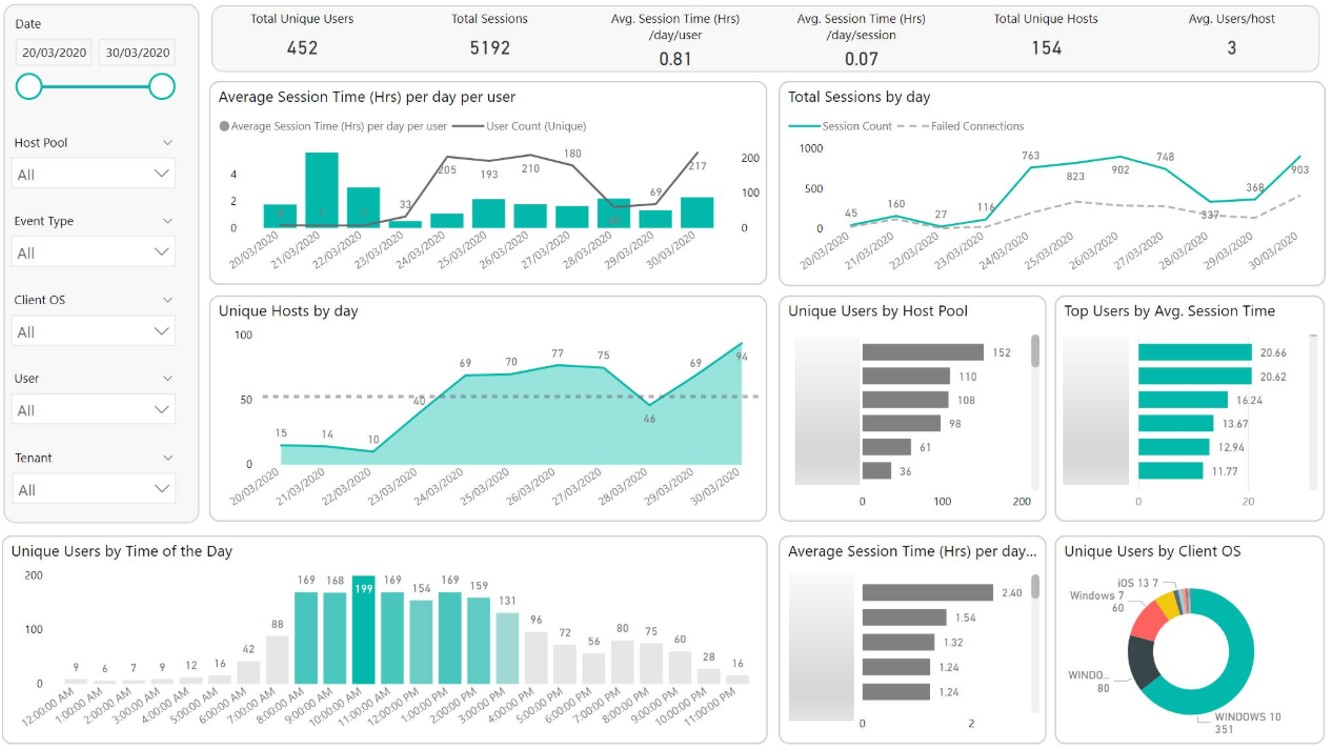 Date
20/03/2020 30/03/2020
Host Pool
All
Event Type
All
Client OS
All
User
All
Tenant
All
Total Unique Users
452
Total Sessions
5192
Avg. Session Time (Hrs)
/day/user
0.81
Avg. Session Time (Hrs)
/day/session
0.07
Total Unique Hosts
154
Avg. Users/host
3
Average Session Time (Hrs) per day per user
Average Session Time (Hrs) per day per user User Count (Unique)
4
2
0
200
100
0
33
205
193
210
180
69
217
20/03/2020
21/03/2020
22/03/2020
23/03/2020
24/03/2020
25/03/2020
26/03/2020
27/03/2020
28/03/2020
29/03/2020
30/03/2020
Total Sessions by day
Session Count Failed Connections
1000
500
0
45
160
27
116
763
823
902
748
337
368
903
20/03/2020
21/03/2020
22/03/2020
23/03/2020
24/03/2020
25/03/2020
26/03/2020
27/03/2020
28/03/2020
29/03/2020
30/03/2020
Unique Hosts by day
100
50
0
15
14
10
40
69
70
77
75
46
69
94
20/03/2020
21/03/2020
22/03/2020
23/03/2020
24/03/2020
25/03/2020
26/03/2020
27/03/2020
28/03/2020
29/03/2020
30/03/2020
Unique Users by Host Pool
152
110
108
98
61
36
0 100 200
Top Users by Avg. Session Time
20.66
20.62
16.24
13.67
12.94
11.77
0 20
Unique Users by Time of the Day
200
100
0
9
6
7
9
12
16
42
88
169
168
199
169
154
169
159
131
96
72
56
80
75
60
28
16
12:00:00 AM
1:00:00 AM
2:00:00 AM
3:00:00 AM
4:00:00 AM
5:00:00 AM
6:00:00 AM
7:00:00 AM
8:00:00 AM
9:00:00 AM
10:00:00 AM
11:00:00 AM
12:00:00 PM
1:00:00 PM
2:00:00 PM
3:00:00 PM
4:00:00 PM
5:00:00 PM
6:00:00 PM
7:00:00 PM
8:00:00 PM
9:00:00 PM
10:00:00 PM
11:00:00 PM
Average Session Time (Hrs) per day...
2.40
1.54
1.32
1.24
1.24
0 2
Unique Users by Client OS
iOS 13 7
Windows 7
60
WINDO...
80
WINDOWS 10
351